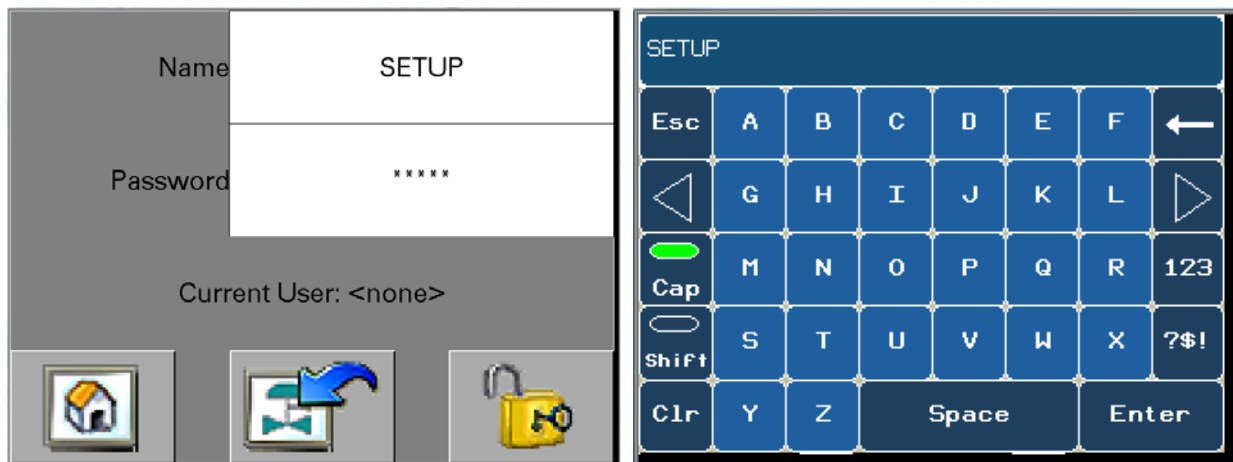 Name SETUP
Password *****
Current User: <none>
SETUP
Esc A B C D E F
G H I J K L
Cap M N O P Q R 123
Shift S T U V W X ?$!
Clr Y Z Space Enter